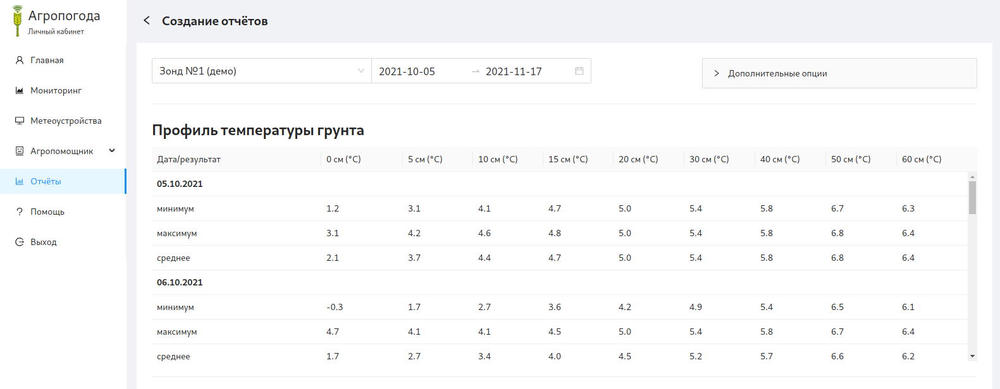 Агропогода
Личный кабинет
Главная
Мониторинг
Метеоустройства
Агропомощник
Отчёты
Помощь
Выход
Создание отчётов
Зонд №1 (демо) 2021-10-05 → 2021-11-17
Дополнительные опции
Профиль температуры грунта
Дата/результат 0 см (°C) 5 см (°C) 10 см (°C) 15 см (°C) 20 см (°C) 30 см (°C) 40 см (°C) 50 см (°C) 60 см (°C)
05.10.2021
минимум 1.2 3.1 4.1 4.7 5.0 5.4 5.8 6.7 6.3
максимум 3.1 4.2 4.6 4.8 5.0 5.4 5.8 6.8 6.4
среднее 2.1 3.7 4.4 4.7 5.0 5.4 5.8 6.8 6.4
06.10.2021
минимум -0.3 1.7 2.7 3.6 4.2 4.9 5.4 6.5 6.1
максимум 4.7 4.1 4.1 4.5 5.0 5.4 5.8 6.7 6.4
среднее 1.7 2.7 3.4 4.0 4.5 5.2 5.7 6.6 6.2